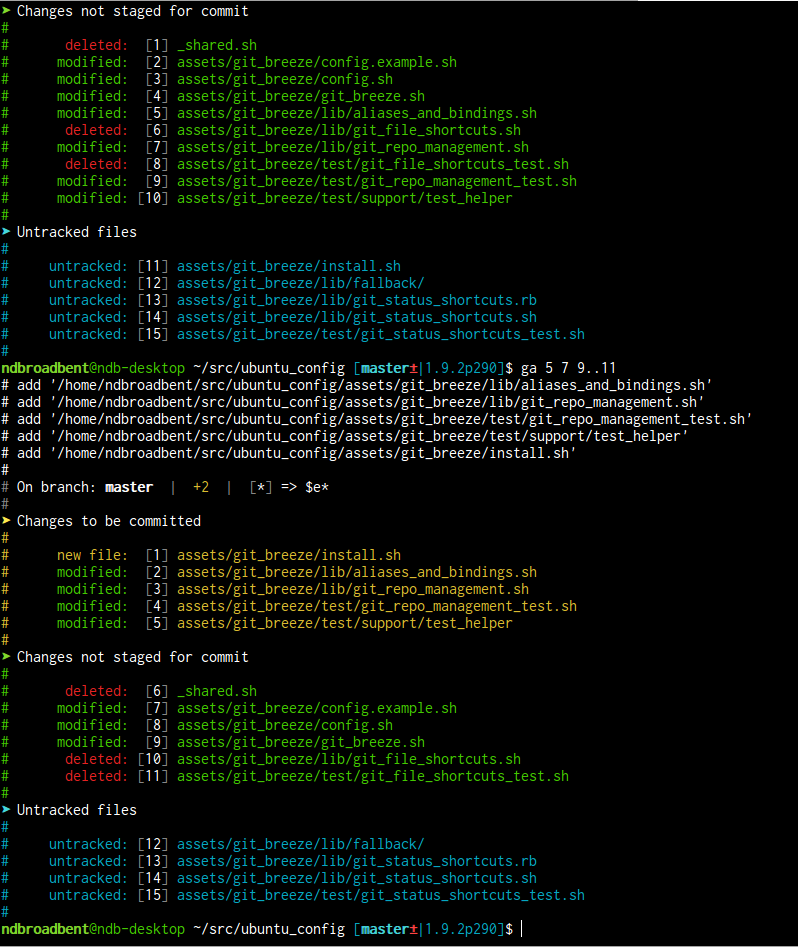 ➤ Changes not staged for commit
#
#       deleted:  [1] _shared.sh
#      modified:  [2] assets/git_breeze/config.example.sh
#      modified:  [3] assets/git_breeze/config.sh
#      modified:  [4] assets/git_breeze/git_breeze.sh
#      modified:  [5] assets/git_breeze/lib/aliases_and_bindings.sh
#       deleted:  [6] assets/git_breeze/lib/git_file_shortcuts.sh
#      modified:  [7] assets/git_breeze/lib/git_repo_management.sh
#       deleted:  [8] assets/git_breeze/test/git_file_shortcuts_test.sh
#      modified:  [9] assets/git_breeze/test/git_repo_management_test.sh
#      modified: [10] assets/git_breeze/test/support/test_helper
#
➤ Untracked files
#
#     untracked: [11] assets/git_breeze/install.sh
#     untracked: [12] assets/git_breeze/lib/fallback/
#     untracked: [13] assets/git_breeze/lib/git_status_shortcuts.rb
#     untracked: [14] assets/git_breeze/lib/git_status_shortcuts.sh
#     untracked: [15] assets/git_breeze/test/git_status_shortcuts_test.sh
#
ndbroadbent@ndb-desktop ~/src/ubuntu_config [master±|1.9.2p290]$ ga 5 7 9..11
# add '/home/ndbroadbent/src/ubuntu_config/assets/git_breeze/lib/aliases_and_bindings.sh'
# add '/home/ndbroadbent/src/ubuntu_config/assets/git_breeze/lib/git_repo_management.sh'
# add '/home/ndbroadbent/src/ubuntu_config/assets/git_breeze/test/git_repo_management_test.sh'
# add '/home/ndbroadbent/src/ubuntu_config/assets/git_breeze/test/support/test_helper'
# add '/home/ndbroadbent/src/ubuntu_config/assets/git_breeze/install.sh'
#
# On branch: master  |  +2  |  [*] => $e*
#
➤ Changes to be committed
#
#      new file:  [1] assets/git_breeze/install.sh
#      modified:  [2] assets/git_breeze/lib/aliases_and_bindings.sh
#      modified:  [3] assets/git_breeze/lib/git_repo_management.sh
#      modified:  [4] assets/git_breeze/test/git_repo_management_test.sh
#      modified:  [5] assets/git_breeze/test/support/test_helper
#
➤ Changes not staged for commit
#
#       deleted:  [6] _shared.sh
#      modified:  [7] assets/git_breeze/config.example.sh
#      modified:  [8] assets/git_breeze/config.sh
#      modified:  [9] assets/git_breeze/git_breeze.sh
#       deleted: [10] assets/git_breeze/lib/git_file_shortcuts.sh
#       deleted: [11] assets/git_breeze/test/git_file_shortcuts_test.sh
#
➤ Untracked files
#
#     untracked: [12] assets/git_breeze/lib/fallback/
#     untracked: [13] assets/git_breeze/lib/git_status_shortcuts.rb
#     untracked: [14] assets/git_breeze/lib/git_status_shortcuts.sh
#     untracked: [15] assets/git_breeze/test/git_status_shortcuts_test.sh
#
ndbroadbent@ndb-desktop ~/src/ubuntu_config [master±|1.9.2p290]$